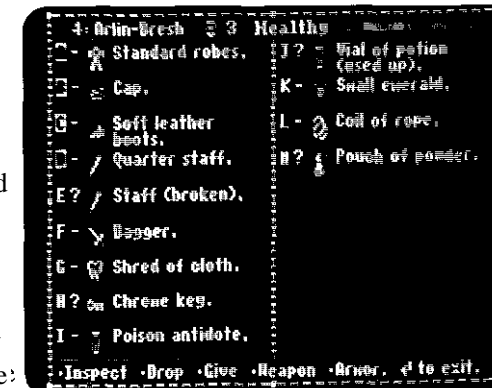 4: Arlin-Bresh 3 Healthy
Standard robes.
Cap.
Soft leather
boots.
Quarter staff.
E? Staff (broken).
F - Dagger.
G - Shred of cloth.
H? Chrome key.
I - Poison antidote.
J? Vial of potion
(used up).
K - Small emerald.
L - Coil of rope.
M? Pouch of powder.
·Inspect ·Drop ·Give ·Weapon ·Armor, to exit.
d